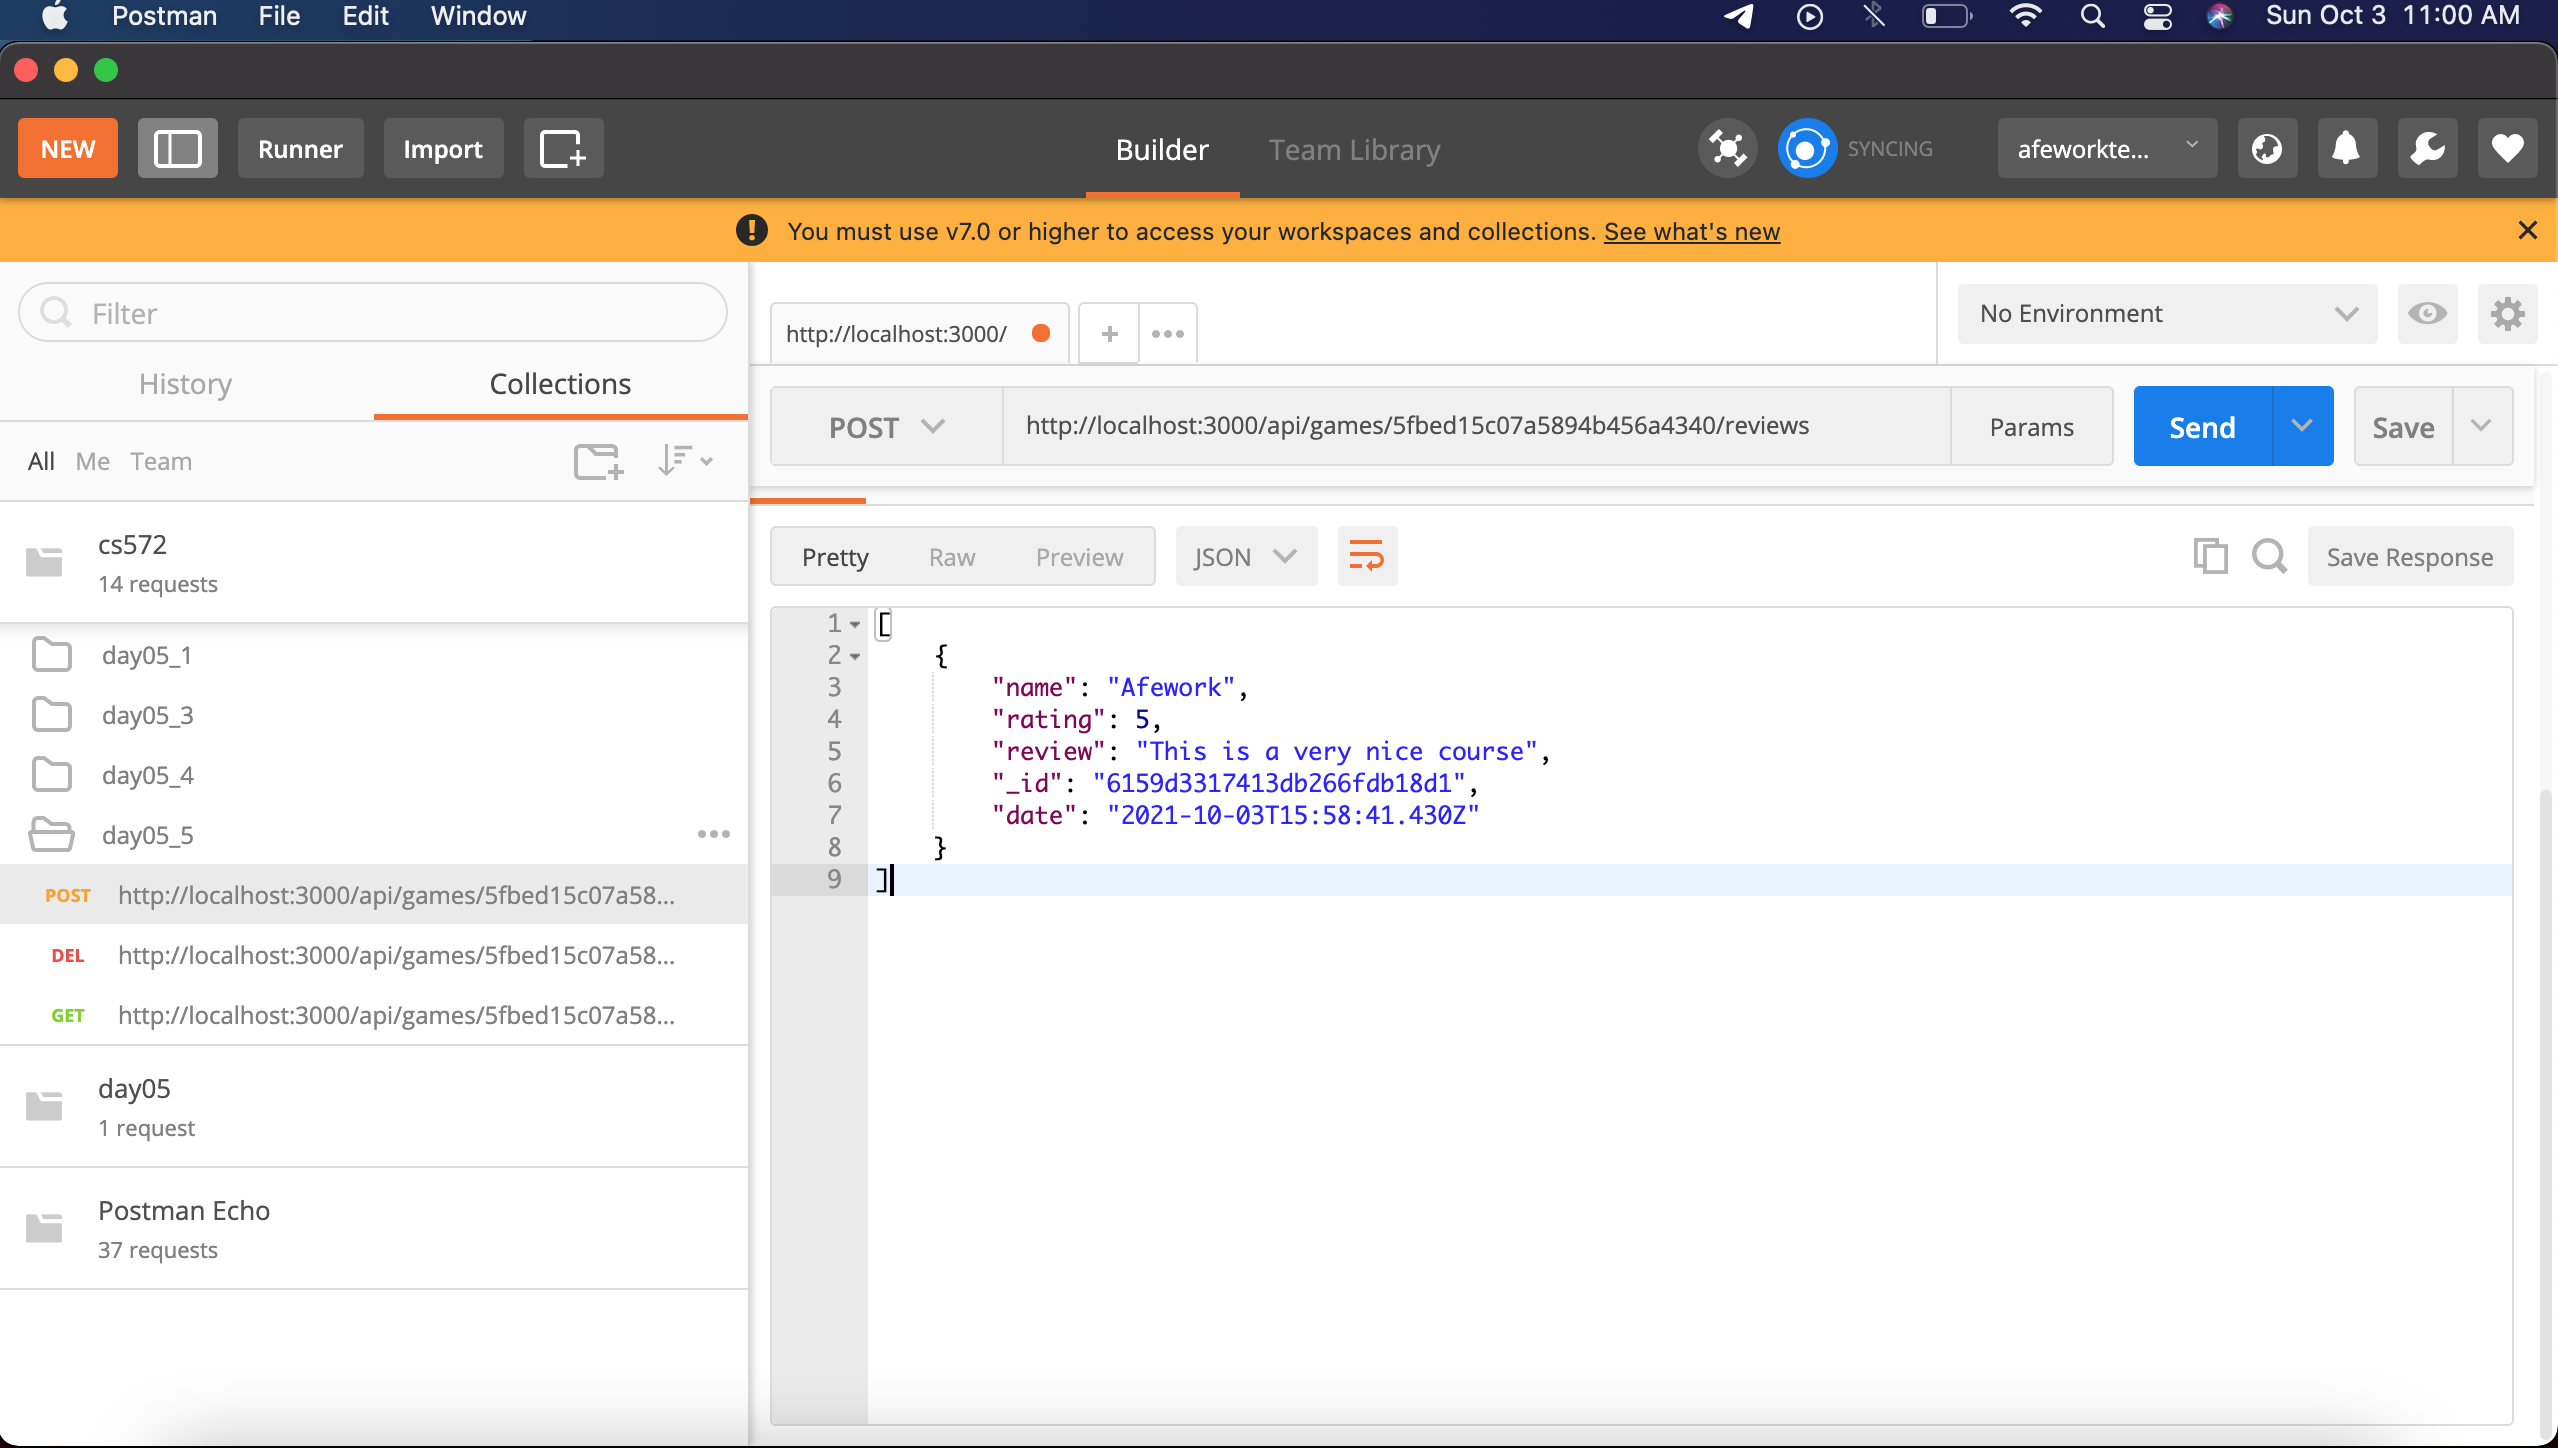 Postman File Edit Window Sun Oct 3 11:00 AM
NEW Runner Import Builder Team Library SYNCING afeworkte...
You must use v7.0 or higher to access your workspaces and collections. See what's new
Filter
History Collections
All Me Team
cs572
14 requests
day05_1
day05_3
day05_4
day05_5
POST http://localhost:3000/api/games/5fbed15c07a58...
DEL http://localhost:3000/api/games/5fbed15c07a58...
GET http://localhost:3000/api/games/5fbed15c07a58...
day05
1 request
Postman Echo
37 requests
http://localhost:3000/
No Environment
POST http://localhost:3000/api/games/5fbed15c07a5894b456a4340/reviews Params Send Save
Pretty Raw Preview JSON Save Response
1 [
2 {
3 "name": "Afework",
4 "rating": 5,
5 "review": "This is a very nice course",
6 "_id": "6159d3317413db266fdb18d1",
7 "date": "2021-10-03T15:58:41.430Z"
8 }
9 ]